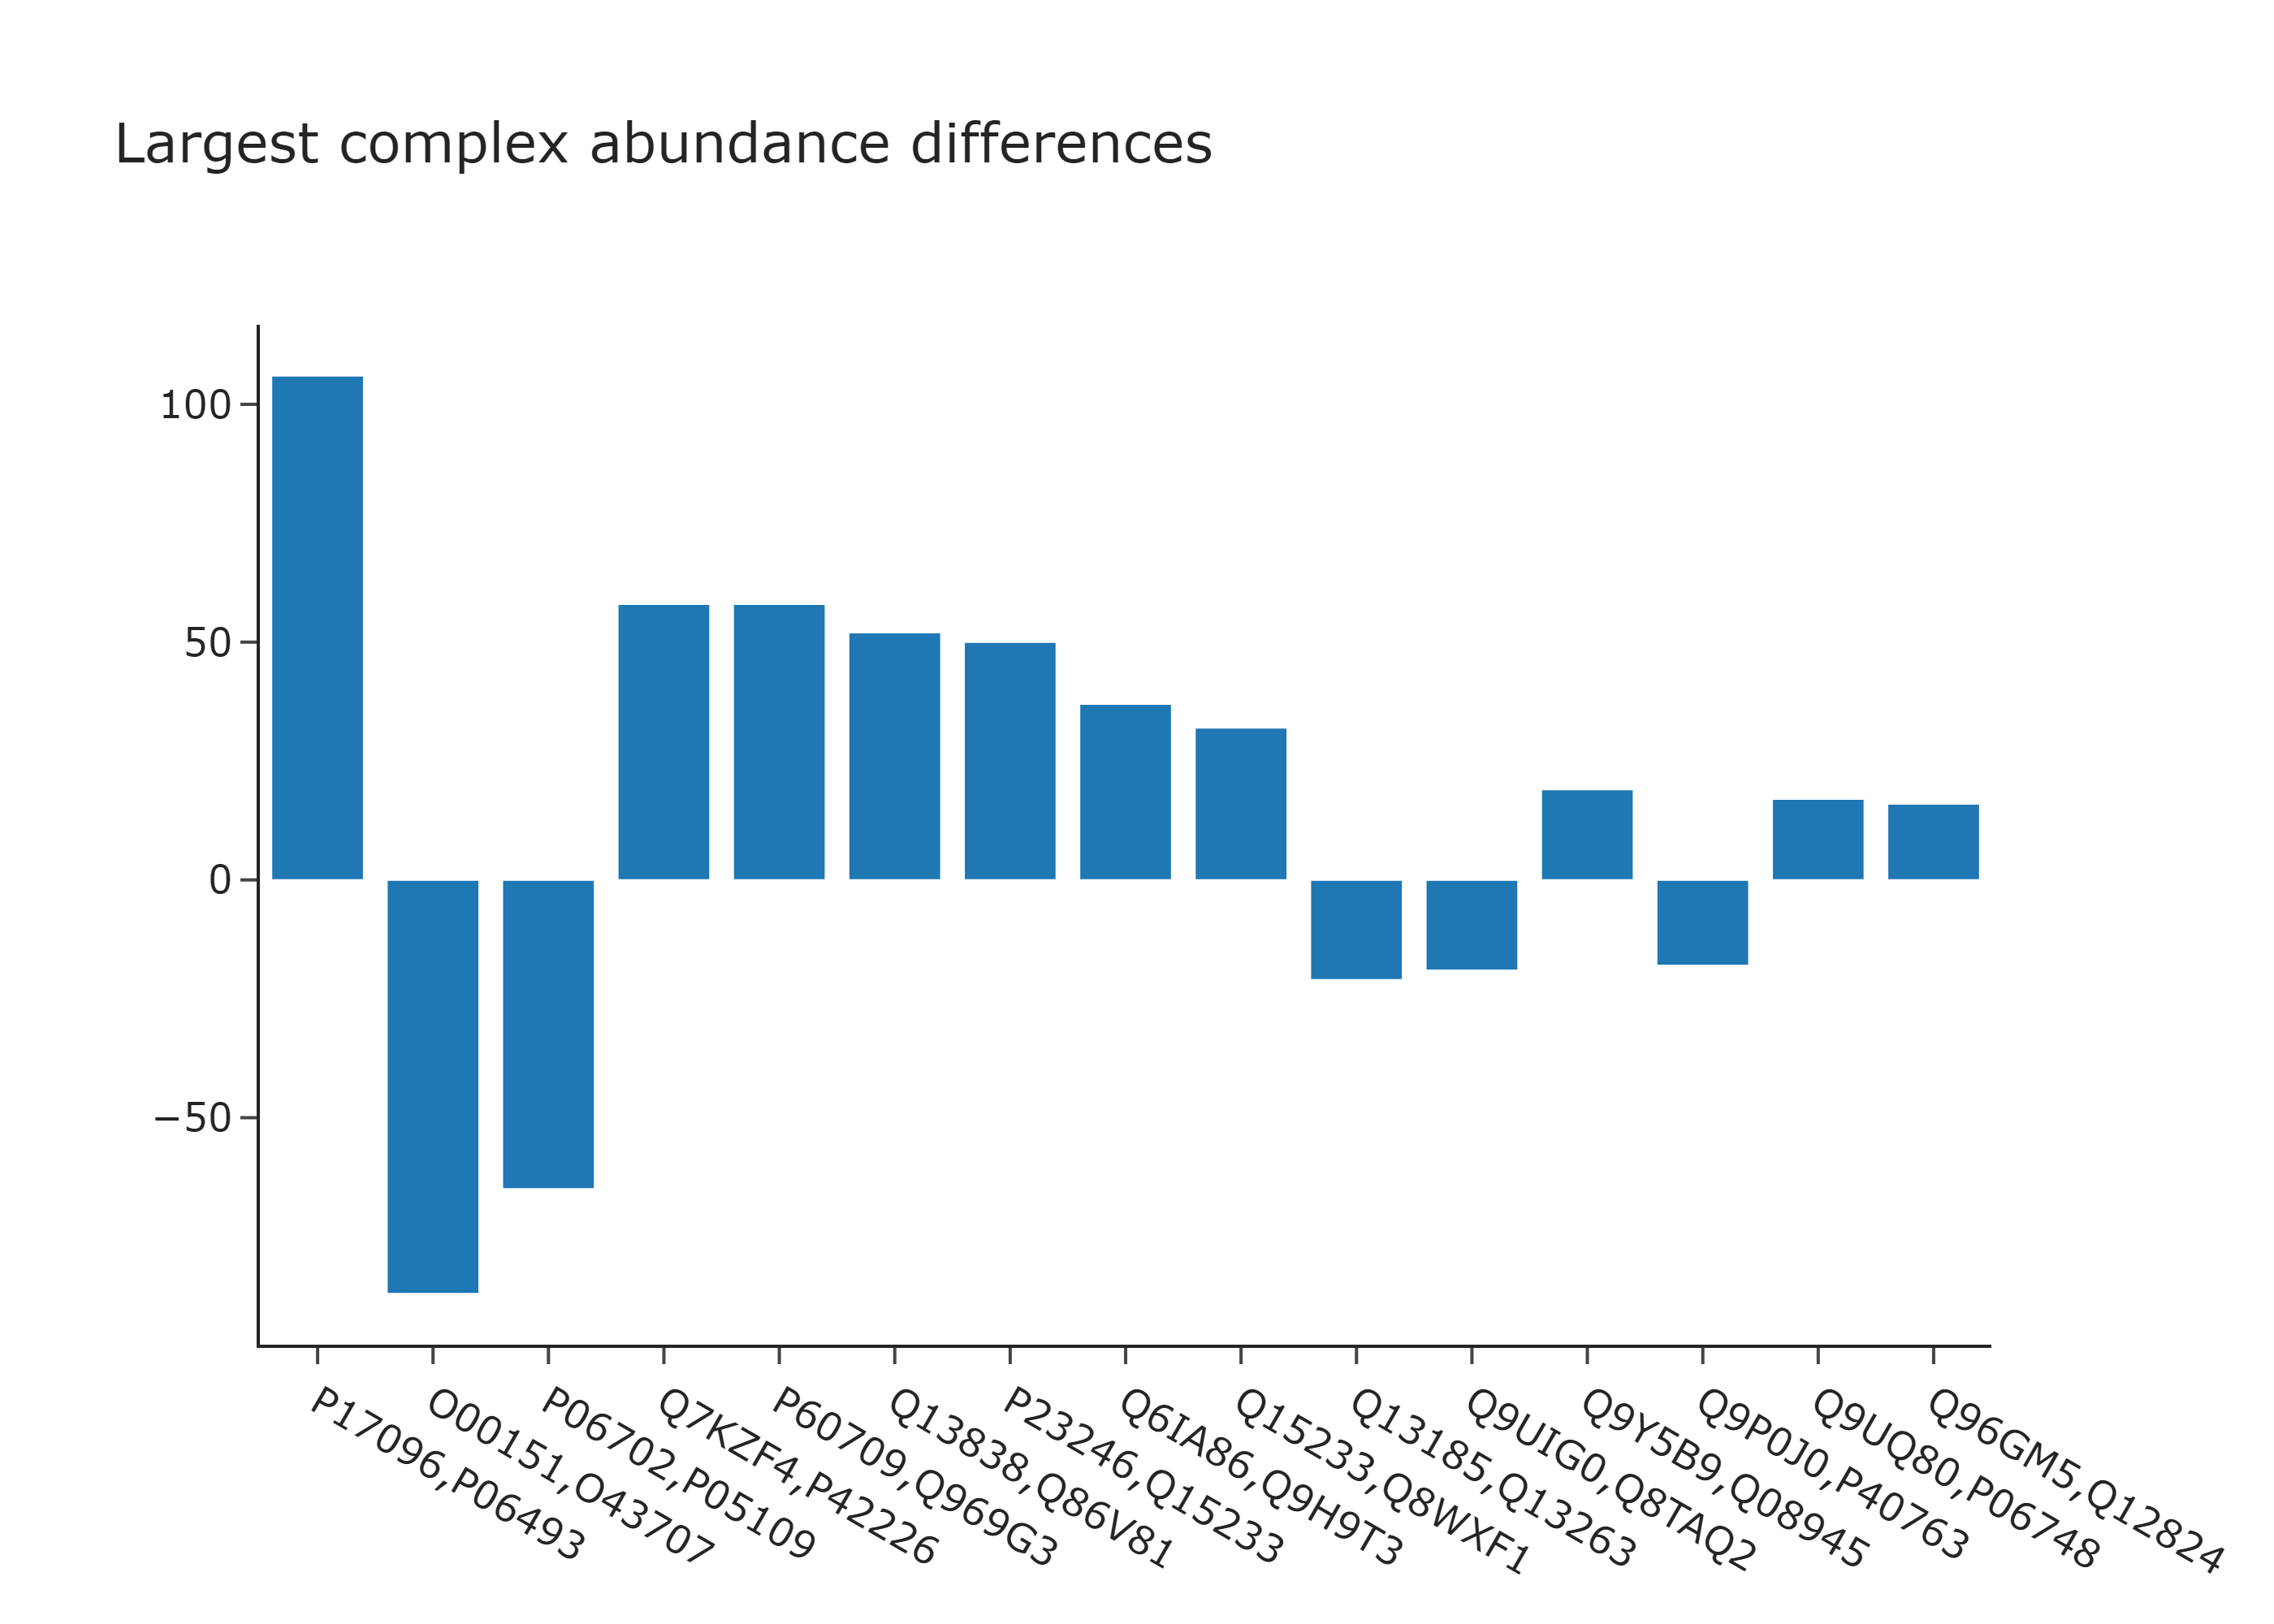 Largest complex abundance differences
100
50
0
−50
P17096,P06493
O00151,O43707
P06702,P05109
Q7KZF4,P42226
P60709,Q969G3
Q13838,Q86V81
P23246,Q15233
Q6IA86,Q9H9T3
Q15233,Q8WXF1
Q13185,Q13263
Q9UIG0,Q8TAQ2
Q9Y5B9,Q08945
Q9P0J0,P40763
Q9UQ80,P06748
Q96GM5,Q12824